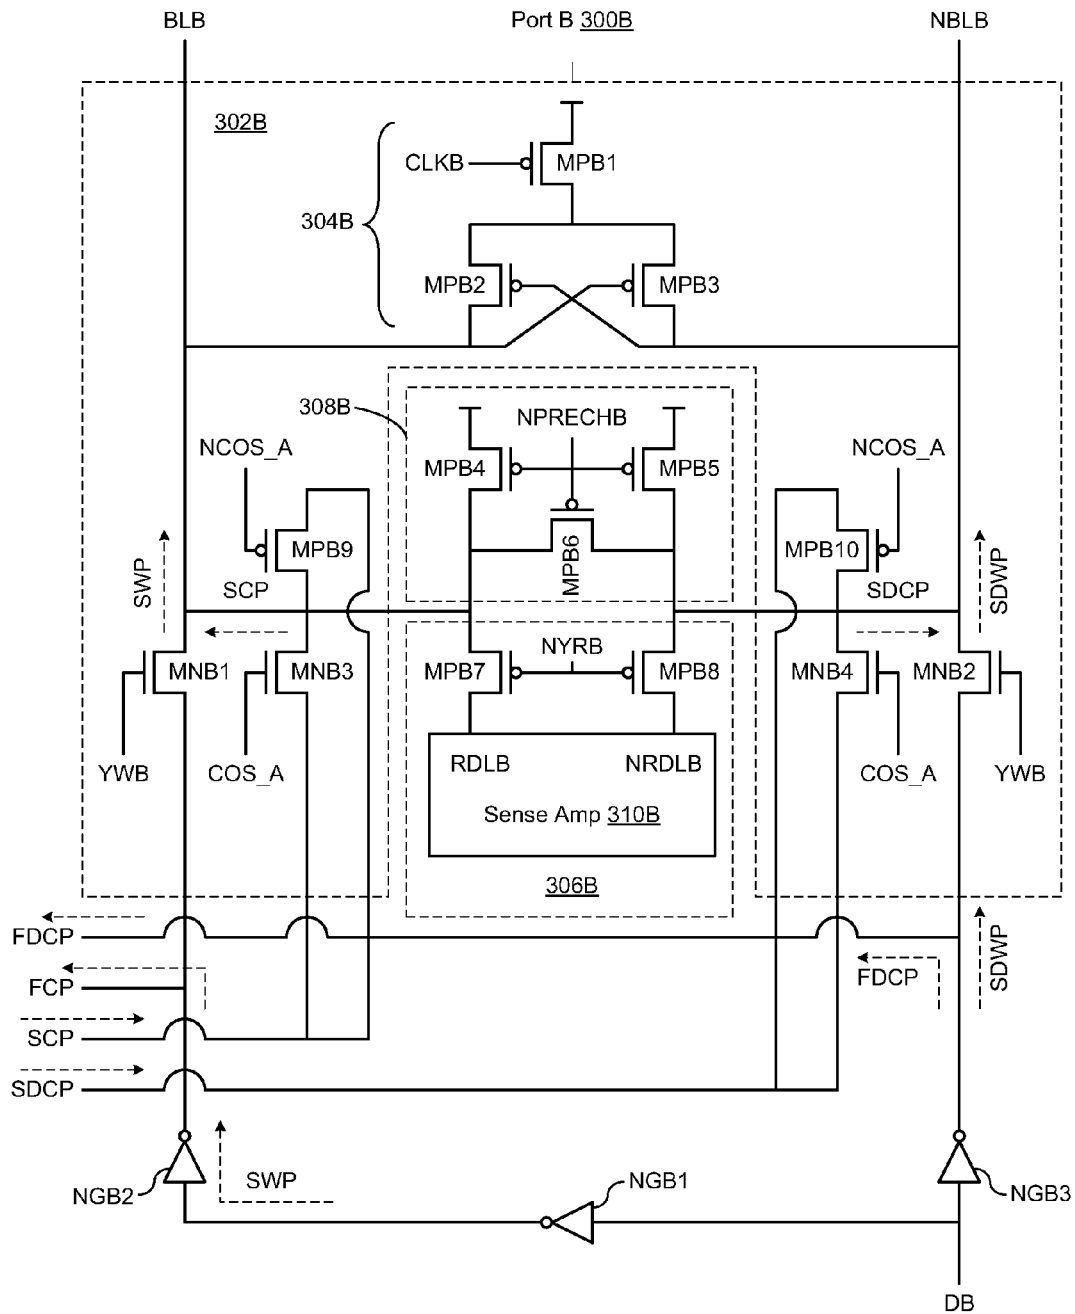 BLB
Port B 300B
NBLB
302B
CLKB
MPB1
304B
MPB2
MPB3
308B
NPRECHB
NCOS_A
MPB4
MPB5
NCOS_A
MPB9
MPB6
MPB10
SWP
SCP
SDCP
SDWP
NYRB
MNB1
MNB3
MPB7
MPB8
MNB4
MNB2
YWB
COS_A
RDLB
NRDLB
COS_A
YWB
Sense Amp 310B
306B
FDCP
FCP
FDCP
SDWP
SCP
SDCP
NGB2
SWP
NGB1
NGB3
DB